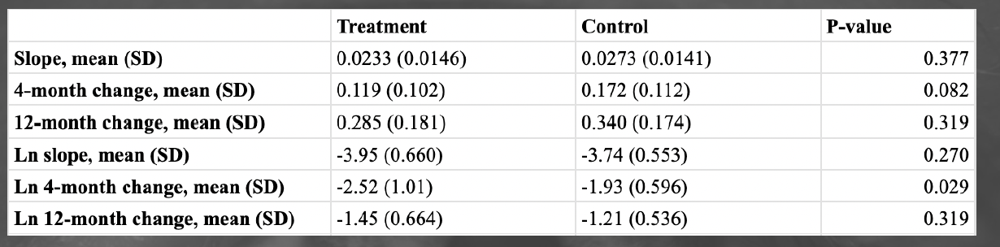 Treatment Control P-value
Slope, mean (SD) 0.0233 (0.0146) 0.0273 (0.0141) 0.377
4-month change, mean (SD) 0.119 (0.102) 0.172 (0.112) 0.082
12-month change, mean (SD) 0.285 (0.181) 0.340 (0.174) 0.319
Ln slope, mean (SD) -3.95 (0.660) -3.74 (0.553) 0.270
Ln 4-month change, mean (SD) -2.52 (1.01) -1.93 (0.596) 0.029
Ln 12-month change, mean (SD) -1.45 (0.664) -1.21 (0.536) 0.319